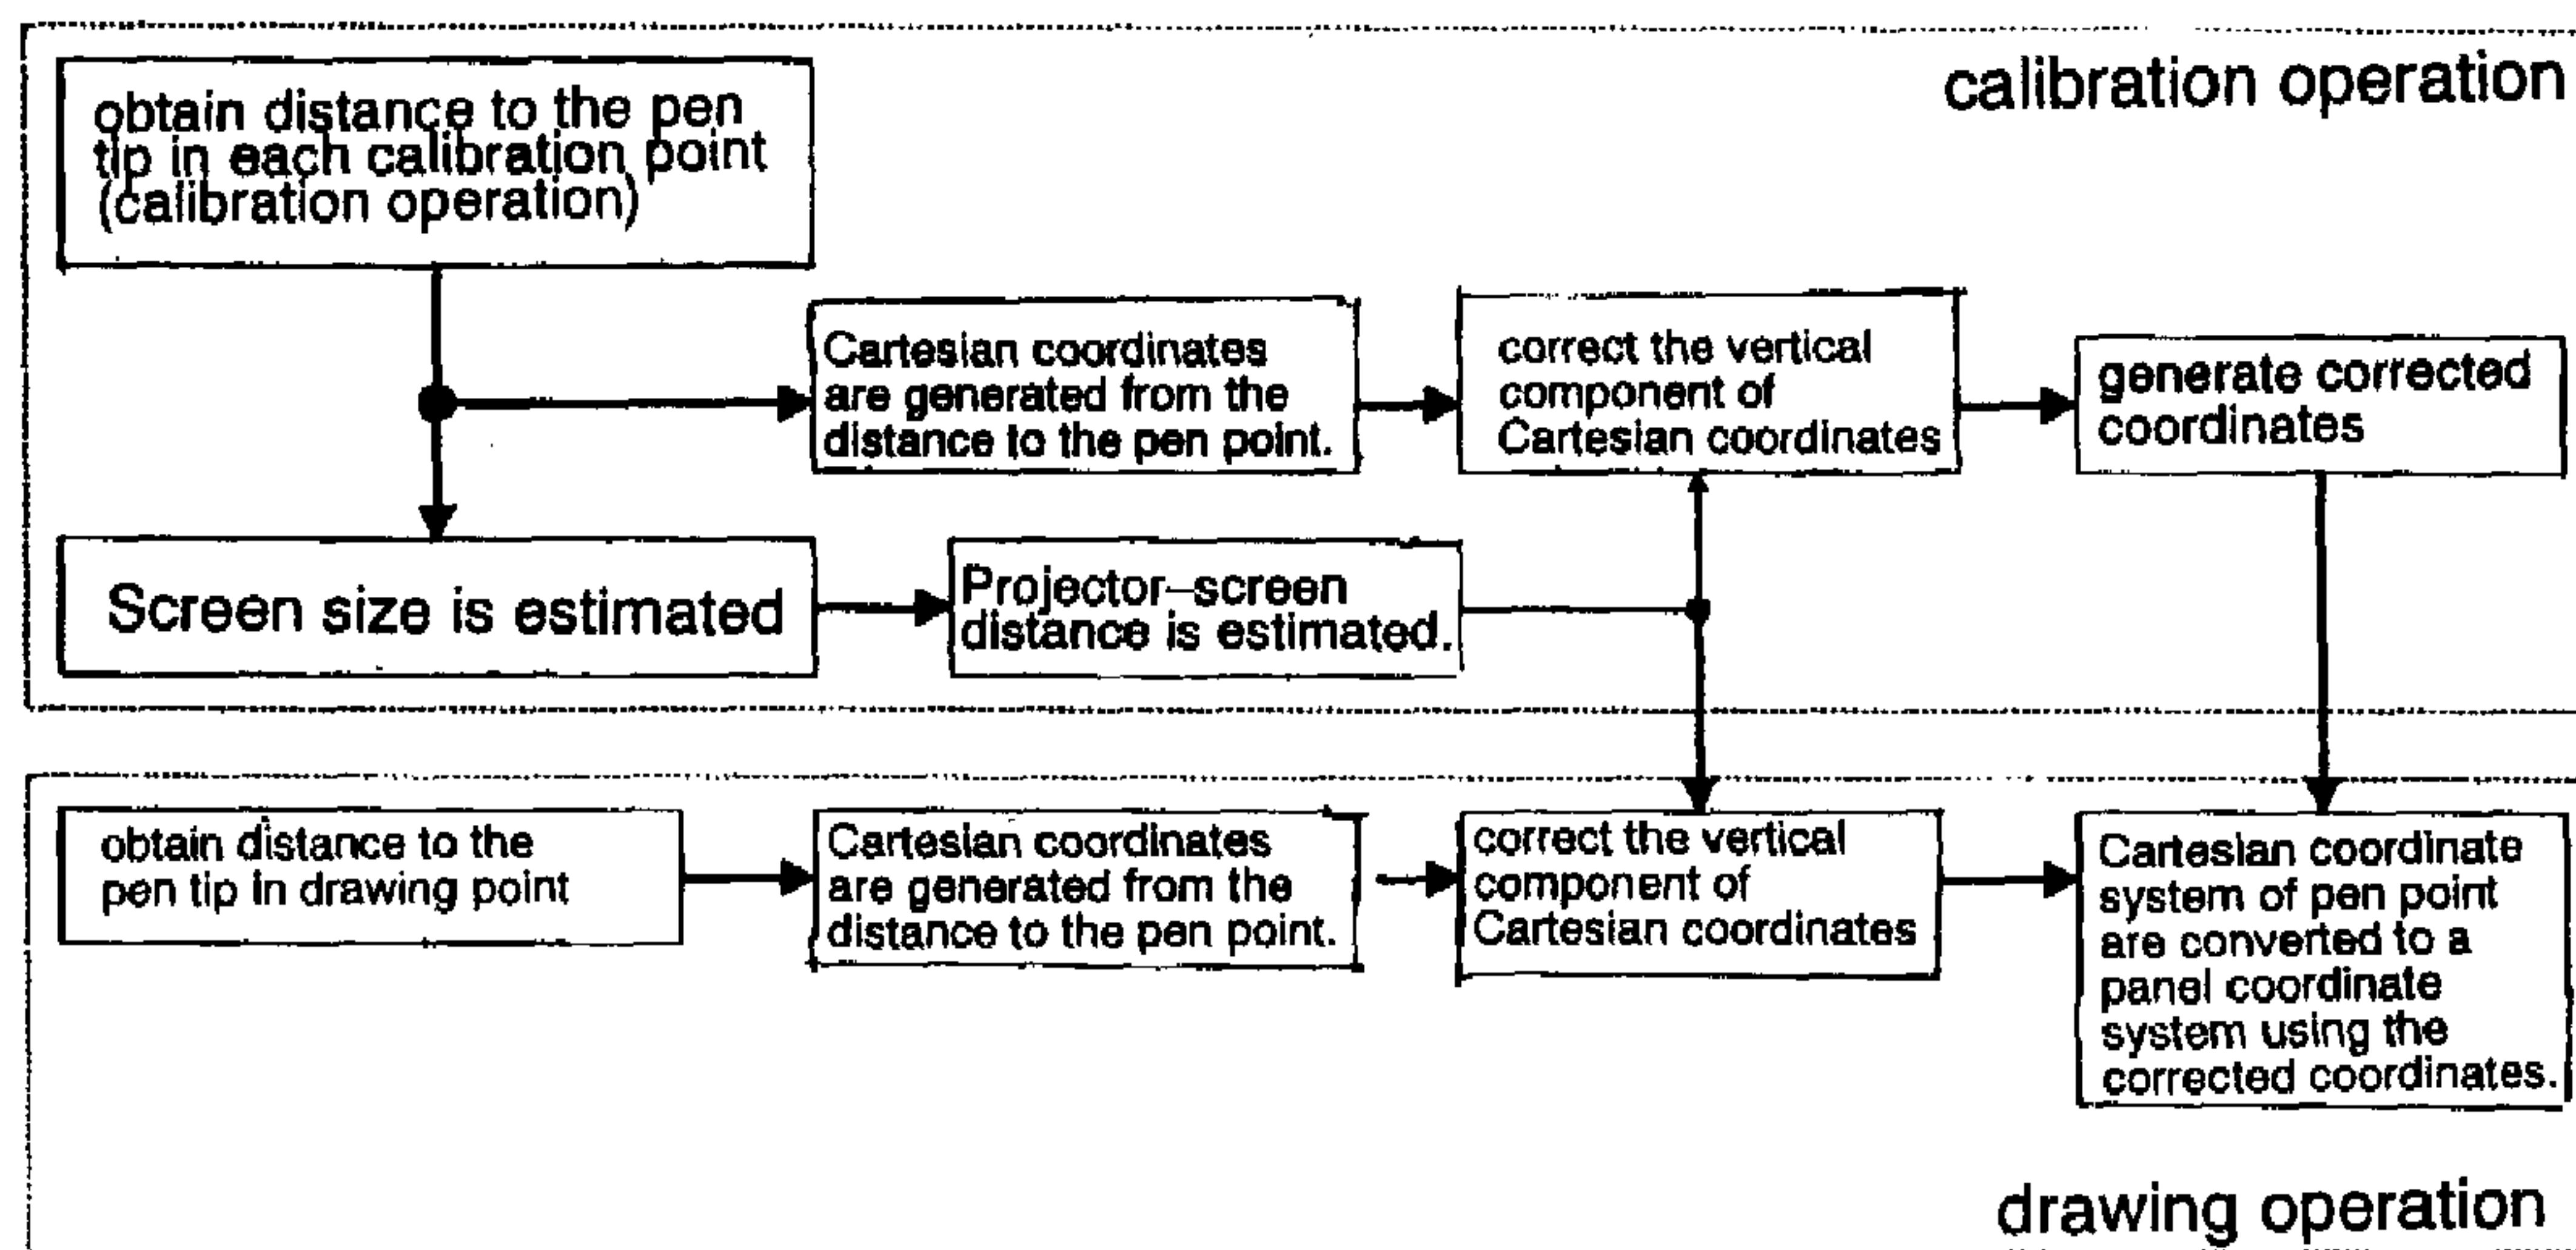 calibration operation
obtain distance to the pen
tip in each calibration point
(calibration operation)
Cartesian coordinates
are generated from the
distance to the pen point.
correct the vertical
component of
Cartesian coordinates
generate corrected
coordinates
Screen size is estimated
Projector–screen
distance is estimated.
obtain distance to the
pen tip in drawing point
Cartesian coordinates
are generated from the
distance to the pen point.
correct the vertical
component of
Cartesian coordinates
Cartesian coordinate
system of pen point
are converted to a
panel coordinate
system using the
corrected coordinates.
drawing operation